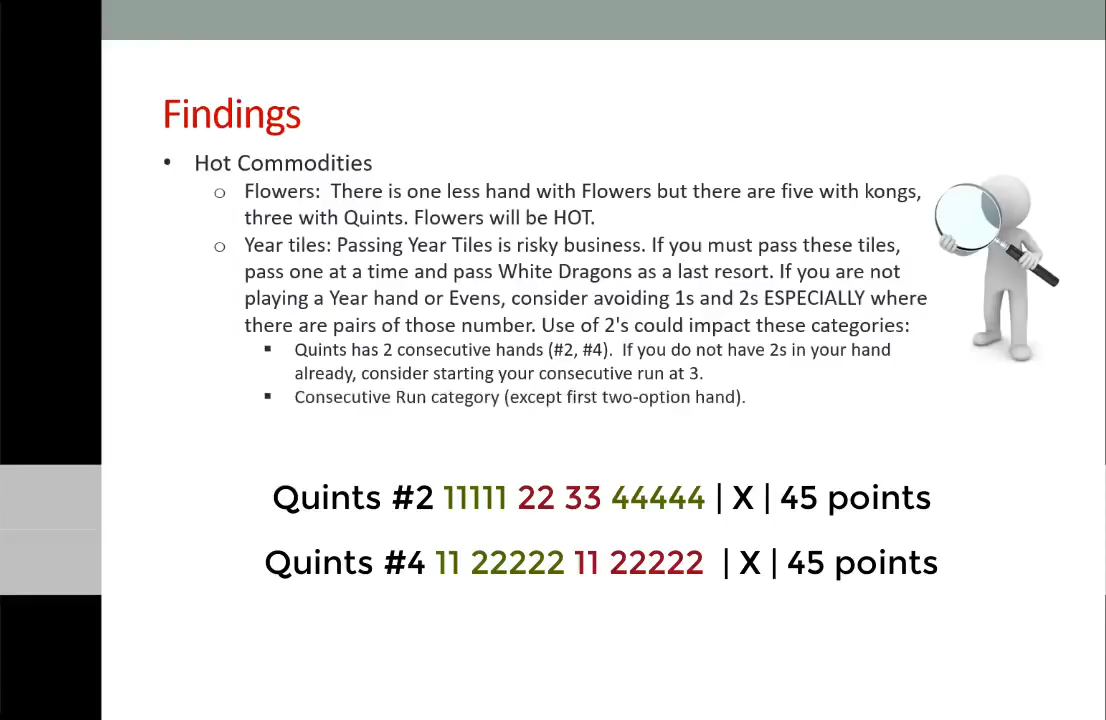 Findings
• Hot Commodities
o Flowers: There is one less hand with Flowers but there are five with kongs,
three with Quints. Flowers will be HOT.
o Year tiles: Passing Year Tiles is risky business. If you must pass these tiles,
pass one at a time and pass White Dragons as a last resort. If you are not
playing a Year hand or Evens, consider avoiding 1s and 2s ESPECIALLY where
there are pairs of those number. Use of 2's could impact these categories:
▪ Quints has 2 consecutive hands (#2, #4). If you do not have 2s in your hand
already, consider starting your consecutive run at 3.
▪ Consecutive Run category (except first two-option hand).
Quints #2 11111 22 33 44444 | X | 45 points
Quints #4 11 22222 11 22222 | X | 45 points